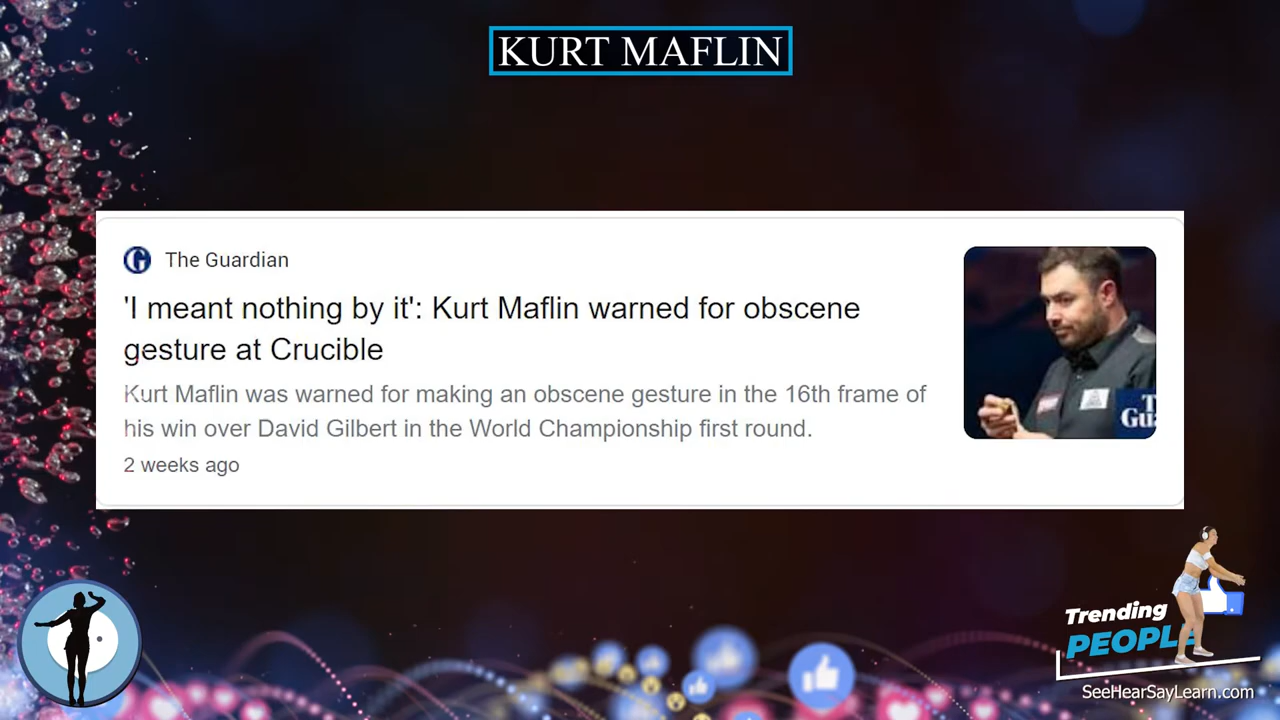 KURT MAFLIN
The Guardian
'I meant nothing by it': Kurt Maflin warned for obscene
gesture at Crucible
Kurt Maflin was warned for making an obscene gesture in the 16th frame of
his win over David Gilbert in the World Championship first round.
2 weeks ago
Trending
PEOPLE
SeeHearSayLearn.com